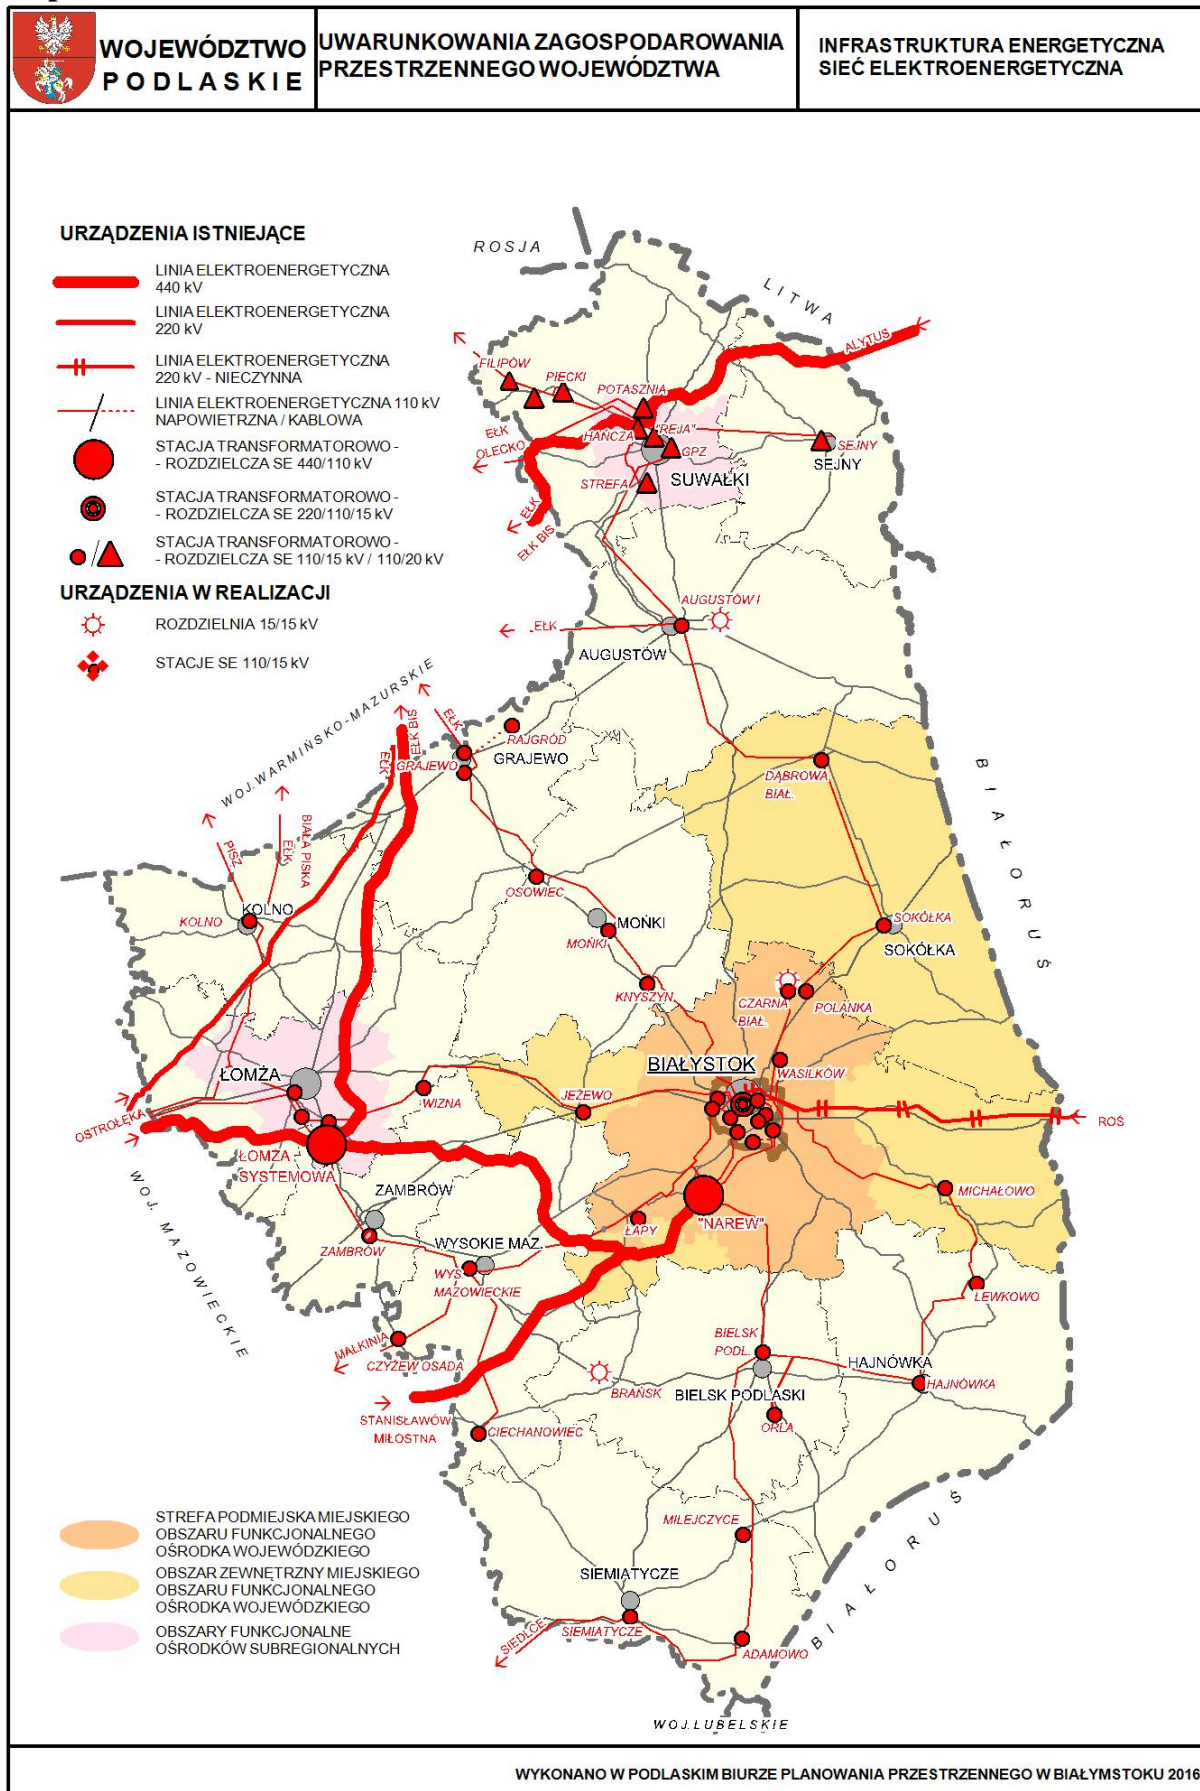 WOJEWÓDZTWO
PODLASKIE
UWARUNKOWANIA ZAGOSPODAROWANIA
PRZESTRZENNEGO WOJEWÓDZTWA
INFRASTRUKTURA ENERGETYCZNA
SIEĆ ELEKTROENERGETYCZNA
URZĄDZENIA ISTNIEJĄCE
LINIA ELEKTROENERGETYCZNA
440 kV
LINIA ELEKTROENERGETYCZNA
220 kV
LINIA ELEKTROENERGETYCZNA
220 kV - NIECZYNNA
LINIA ELEKTROENERGETYCZNA 110 kV
NAPOWIETRZNA / KABLOWA
STACJA TRANSFORMATOROWO -
- ROZDZIELCZA SE 440/110 kV
STACJA TRANSFORMATOROWO -
- ROZDZIELCZA SE 220/110/15 kV
STACJA TRANSFORMATOROWO -
- ROZDZIELCZA SE 110/15 kV / 110/20 kV
URZĄDZENIA W REALIZACJI
ROZDZIELNIA 15/15 kV
STACJE SE 110/15 kV
ROSJA
LITWA
ALYTUS
FILIPÓW
PIECKI
POTASZNIA
EŁK
OLECKO
HAŃCZA
"REJA"
GPZ
SEJNY
SEJNY
STREFA
SUWAŁKI
EŁK
EŁK BIS
AUGUSTÓW I
EŁK
AUGUSTÓW
WOJ. WARMIŃSKO-MAZURSKIE
EŁK
EŁK BIS
EŁK
RAJGRÓD
GRAJEWO
GRAJEWO
DĄBROWA
BIAŁ.
BIAŁORUŚ
PISZ
EŁK
BIAŁA PISKA
OSOWIEC
KOLNO
KOLNO
MOŃKI
MOŃKI
SOKÓŁKA
SOKÓŁKA
KNYSZYN
CZARNA
BIAŁ.
POLANKA
BIAŁYSTOK
WASILKÓW
ŁOMŻA
WIZNA
JEŻEWO
OSTROŁĘKA
ROŚ
ŁOMŻA
SYSTEMOWA
WOJ. MAZOWIECKIE
ZAMBRÓW
ZAMBRÓW
MICHAŁOWO
"NAREW"
ŁAPY
WYSOKIE MAZ.
WYS.
MAZOWIECKIE
LEWKOWO
MAŁKINIA
CZYŻEW OSADA
BIELSK
PODL.
HAJNÓWKA
HAJNÓWKA
BRAŃSK
BIELSK PODLASKI
ORLA
STANISŁAWÓW
MIŁOSTNA
CIECHANOWIEC
BIAŁORUŚ
MILEJCZYCE
SIEMIATYCZE
SIEMIATYCZE
SIEDLCE
ADAMOWO
WOJ. LUBELSKIE
STREFA PODMIEJSKA MIEJSKIEGO
OBSZARU FUNKCJONALNEGO
OŚRODKA WOJEWÓDZKIEGO
OBSZAR ZEWNĘTRZNY MIEJSKIEGO
OBSZARU FUNKCJONALNEGO
OŚRODKA WOJEWÓDZKIEGO
OBSZARY FUNKCJONALNE
OŚRODKÓW SUBREGIONALNYCH
WYKONANO W PODLASKIM BIURZE PLANOWANIA PRZESTRZENNEGO W BIAŁYMSTOKU 2016